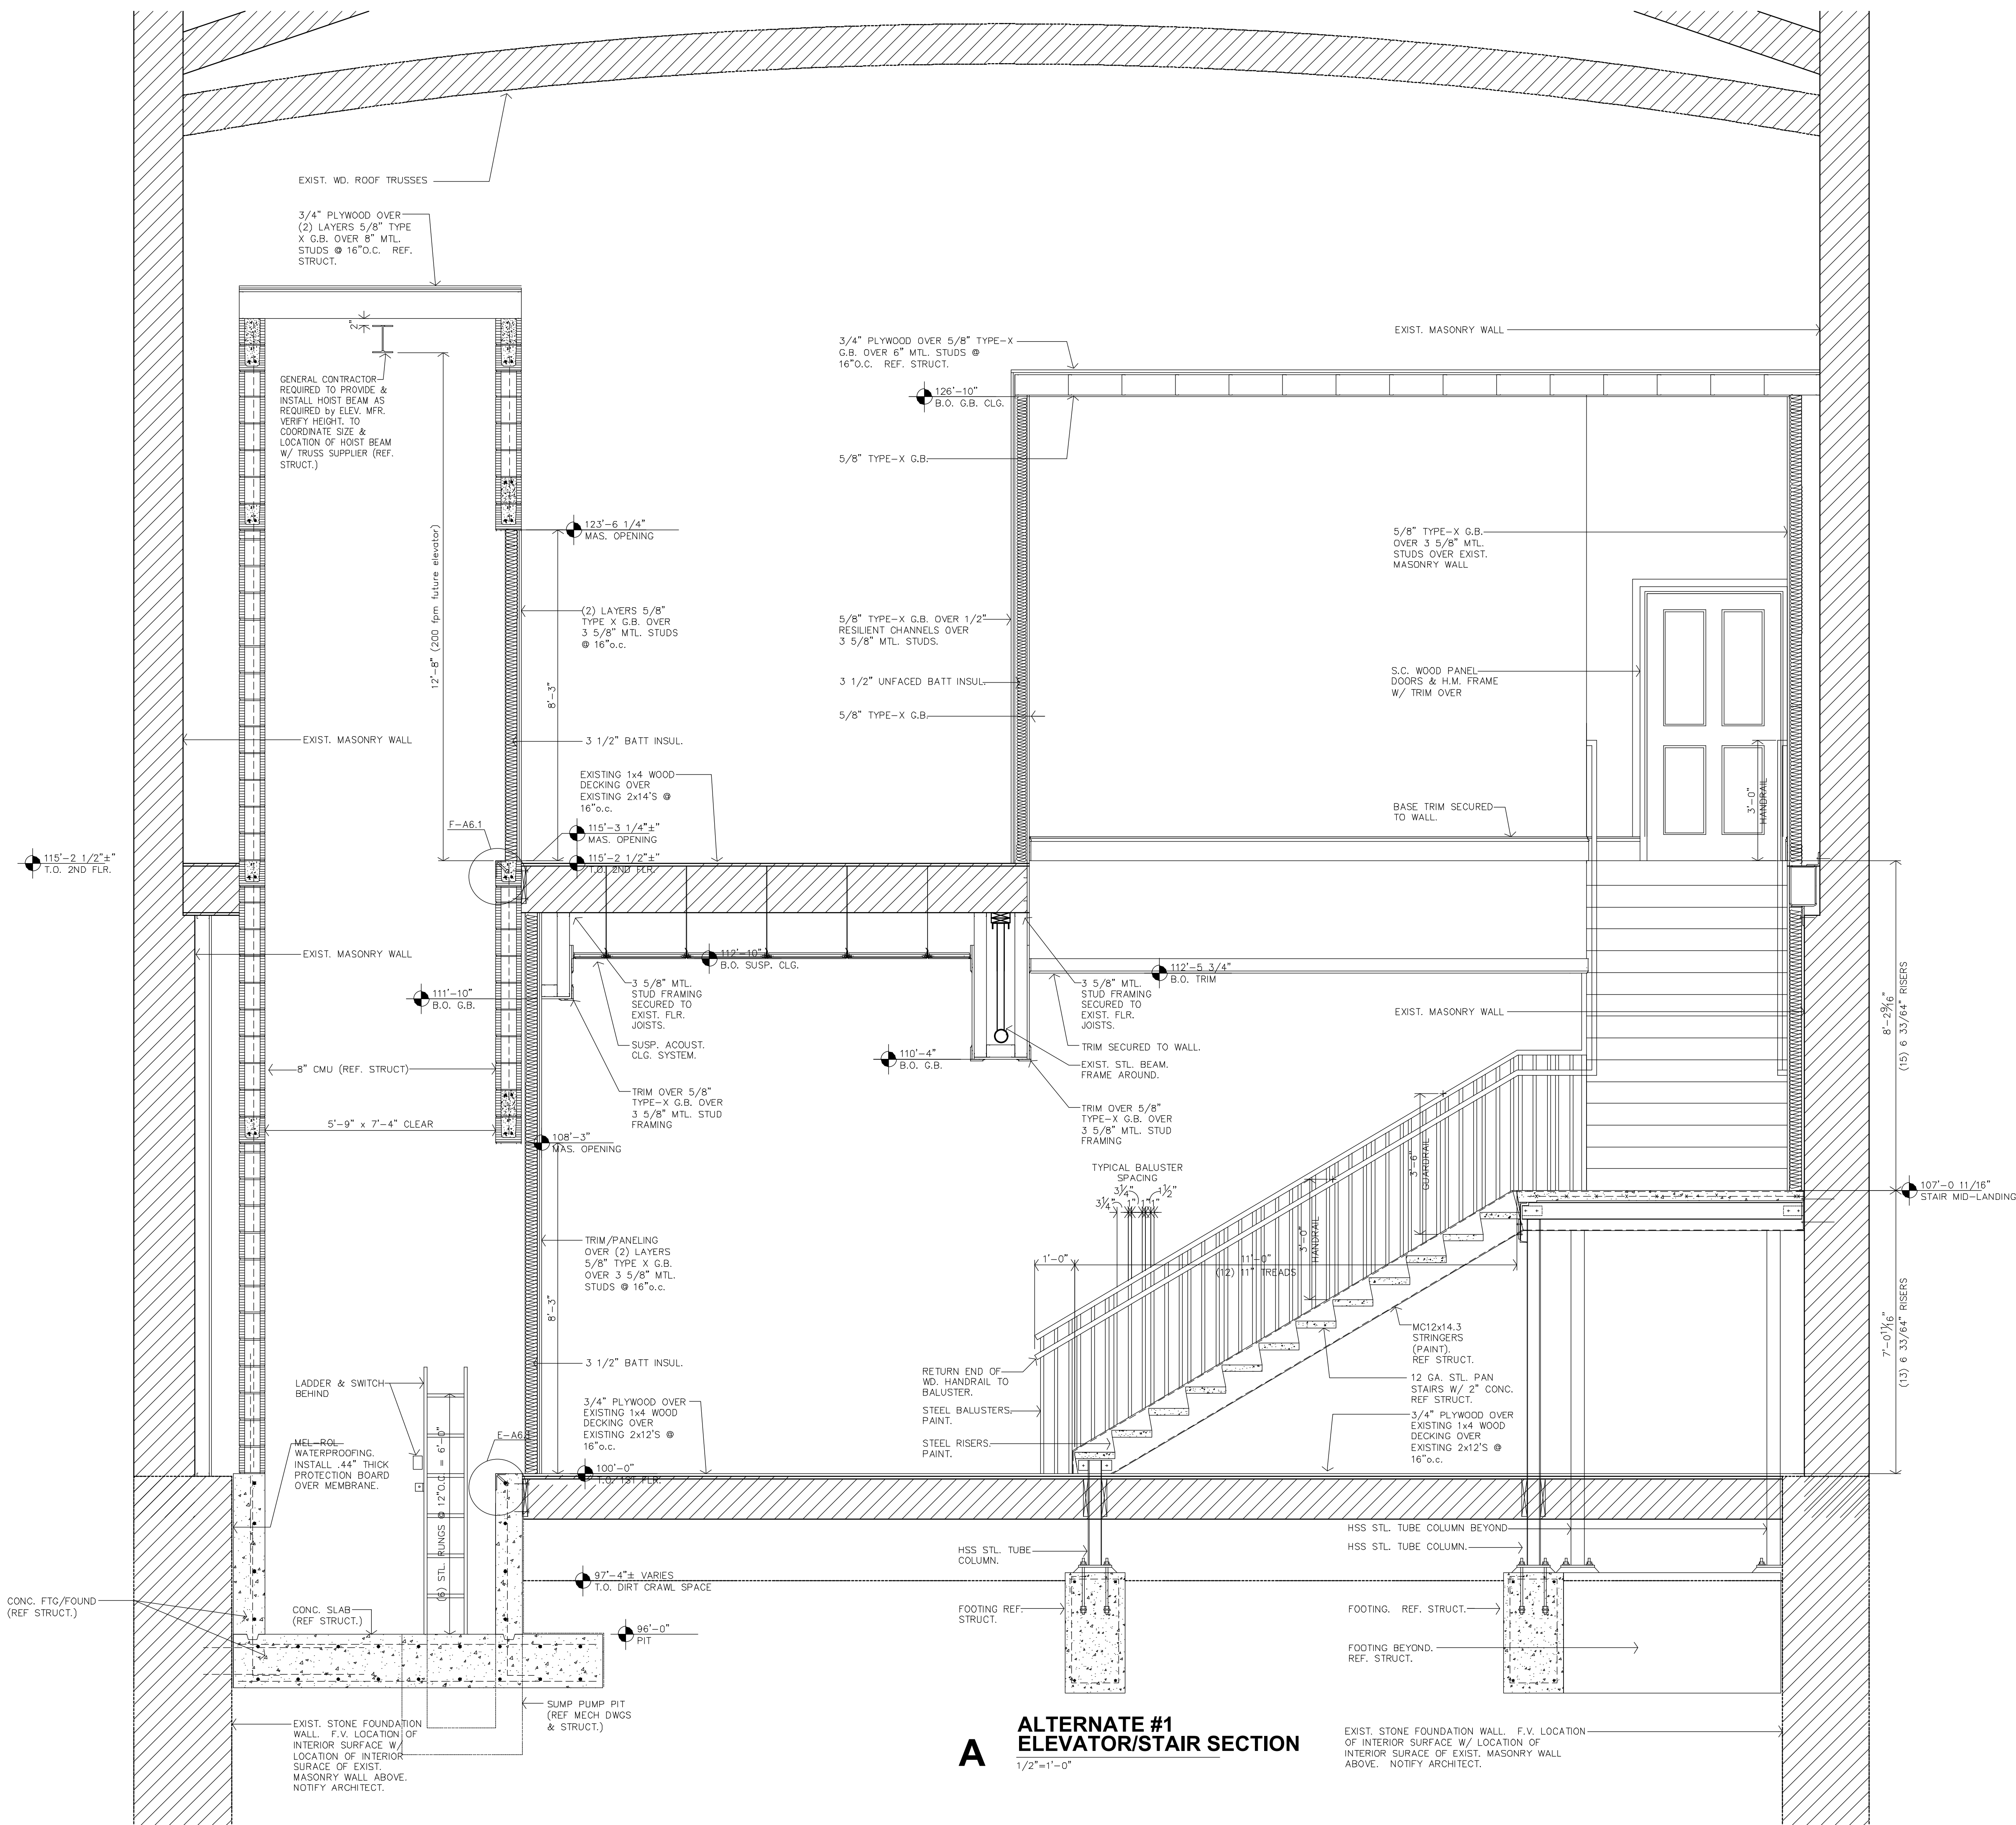 EXIST. WD. ROOF TRUSSES
3/4" PLYWOOD OVER
(2) LAYERS 5/8" TYPE
X G.B. OVER 8" MTL.
STUDS @ 16"O.C. REF.
STRUCT.
2"
GENERAL CONTRACTOR
REQUIRED TO PROVIDE &
INSTALL HOIST BEAM AS
REQUIRED by ELEV. MFR.
VERIFY HEIGHT. TO
COORDINATE SIZE &
LOCATION OF HOIST BEAM
W/ TRUSS SUPPLIER (REF.
STRUCT.)
12'-8" (200 fpm future elevator)
123'-6 1/4"
MAS. OPENING
(2) LAYERS 5/8"
TYPE X G.B. OVER
3 5/8" MTL. STUDS
@ 16"o.c.
8'-3"
EXIST. MASONRY WALL
3 1/2" BATT INSUL.
EXISTING 1x4 WOOD
DECKING OVER
EXISTING 2x14'S @
16"o.c.
F-A6.1
115'-3 1/4"±"
MAS. OPENING
115'-2 1/2"±"
T.O. 2ND FLR.
115'-2 1/2"±"
T.O. 2ND FLR.
3/4" PLYWOOD OVER 5/8" TYPE-X
G.B. OVER 6" MTL. STUDS @
16"O.C. REF. STRUCT.
126'-10"
B.O. G.B. CLG.
5/8" TYPE-X G.B.
5/8" TYPE-X G.B. OVER 1/2"
RESILIENT CHANNELS OVER
3 5/8" MTL. STUDS.
3 1/2" UNFACED BATT INSUL.
5/8" TYPE-X G.B.
EXIST. MASONRY WALL
5/8" TYPE-X G.B.
OVER 3 5/8" MTL.
STUDS OVER EXIST.
MASONRY WALL
S.C. WOOD PANEL
DOORS & H.M. FRAME
W/ TRIM OVER
BASE TRIM SECURED
TO WALL.
3'-0"
HANDRAIL
EXIST. MASONRY WALL
111'-10"
B.O. G.B.
112'-10"
B.O. SUSP. CLG.
3 5/8" MTL.
STUD FRAMING
SECURED TO
EXIST. FLR.
JOISTS.
SUSP. ACOUST.
CLG. SYSTEM.
TRIM OVER 5/8"
TYPE-X G.B. OVER
3 5/8" MTL. STUD
FRAMING
110'-4"
B.O. G.B.
112'-5 3/4"
B.O. TRIM
3 5/8" MTL.
STUD FRAMING
SECURED TO
EXIST. FLR.
JOISTS.
TRIM SECURED TO WALL.
EXIST. STL. BEAM.
FRAME AROUND.
TRIM OVER 5/8"
TYPE-X G.B. OVER
3 5/8" MTL. STUD
FRAMING
EXIST. MASONRY WALL
8'-2 9/16"
(15) 6 33/64" RISERS
8" CMU (REF. STRUCT)
5'-9" x 7'-4" CLEAR
108'-3"
MAS. OPENING
TYPICAL BALUSTER
SPACING
3 1/4"
3 1/4"
1"
1"
1"
1 1/2"
3'-6"
GUARDRAIL
3'-0"
HANDRAIL
1'-0"
11'-0"
(12) 11" TREADS
107'-0 11/16"
STAIR MID-LANDING
7'-0 11/16"
(13) 6 33/64" RISERS
TRIM/PANELING
OVER (2) LAYERS
5/8" TYPE X G.B.
OVER 3 5/8" MTL.
STUDS @ 16"o.c.
8'-3"
3 1/2" BATT INSUL.
3/4" PLYWOOD OVER
EXISTING 1x4 WOOD
DECKING OVER
EXISTING 2x12'S @
16"o.c.
E-A6.1
100'-0"
T.O. 1ST FLR.
LADDER & SWITCH
BEHIND
MEL-ROL
WATERPROOFING.
INSTALL .44" THICK
PROTECTION BOARD
OVER MEMBRANE.
(6) STL. RUNGS @ 12"O.C. = 6'-0"
RETURN END OF
WD. HANDRAIL TO
BALUSTER.
STEEL BALUSTERS.
PAINT.
STEEL RISERS.
PAINT.
MC12x14.3
STRINGERS
(PAINT).
REF STRUCT.
12 GA. STL. PAN
STAIRS W/ 2" CONC.
REF STRUCT.
3/4" PLYWOOD OVER
EXISTING 1x4 WOOD
DECKING OVER
EXISTING 2x12'S @
16"o.c.
HSS STL. TUBE
COLUMN.
HSS STL. TUBE COLUMN BEYOND
HSS STL. TUBE COLUMN.
97'-4"± VARIES
T.O. DIRT CRAWL SPACE
CONC. FTG/FOUND
(REF STRUCT.)
CONC. SLAB
(REF STRUCT.)
96'-0"
PIT
FOOTING REF.
STRUCT.
FOOTING. REF. STRUCT.
FOOTING BEYOND.
REF. STRUCT.
SUMP PUMP PIT
(REF MECH DWGS
& STRUCT.)
EXIST. STONE FOUNDATION
WALL. F.V. LOCATION OF
INTERIOR SURFACE W/
LOCATION OF INTERIOR
SURACE OF EXIST.
MASONRY WALL ABOVE.
NOTIFY ARCHITECT.
A
ALTERNATE #1
ELEVATOR/STAIR SECTION
1/2"=1'-0"
EXIST. STONE FOUNDATION WALL. F.V. LOCATION
OF INTERIOR SURFACE W/ LOCATION OF
INTERIOR SURACE OF EXIST. MASONRY WALL
ABOVE. NOTIFY ARCHITECT.